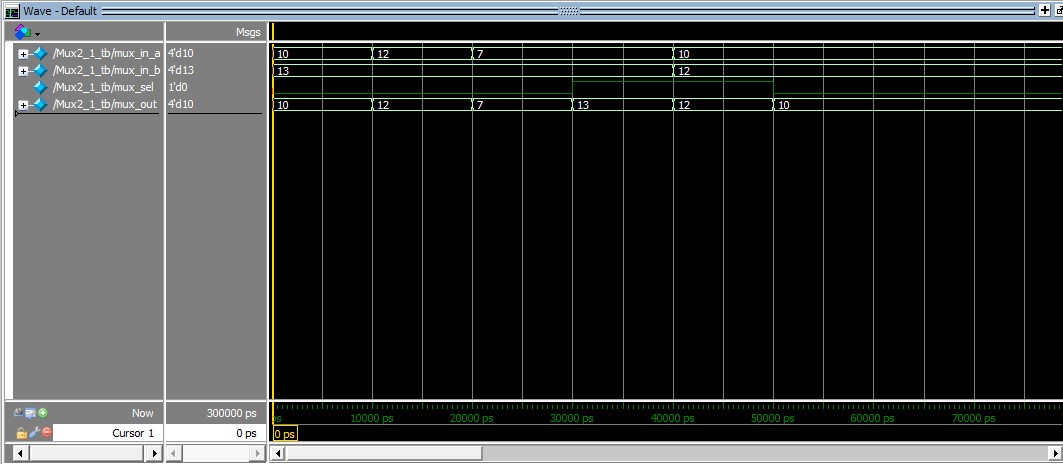 Wave - Default
Msgs
/Mux2_1_tb/mux_in_a 4'd10 10 12 7 10
/Mux2_1_tb/mux_in_b 4'd13 13 12
/Mux2_1_tb/mux_sel 1'd0
/Mux2_1_tb/mux_out 4'd10 10 12 7 13 12 10
Now 300000 ps ps 10000 ps 20000 ps 30000 ps 40000 ps 50000 ps 60000 ps 70000 ps
Cursor 1 0 ps 0 ps